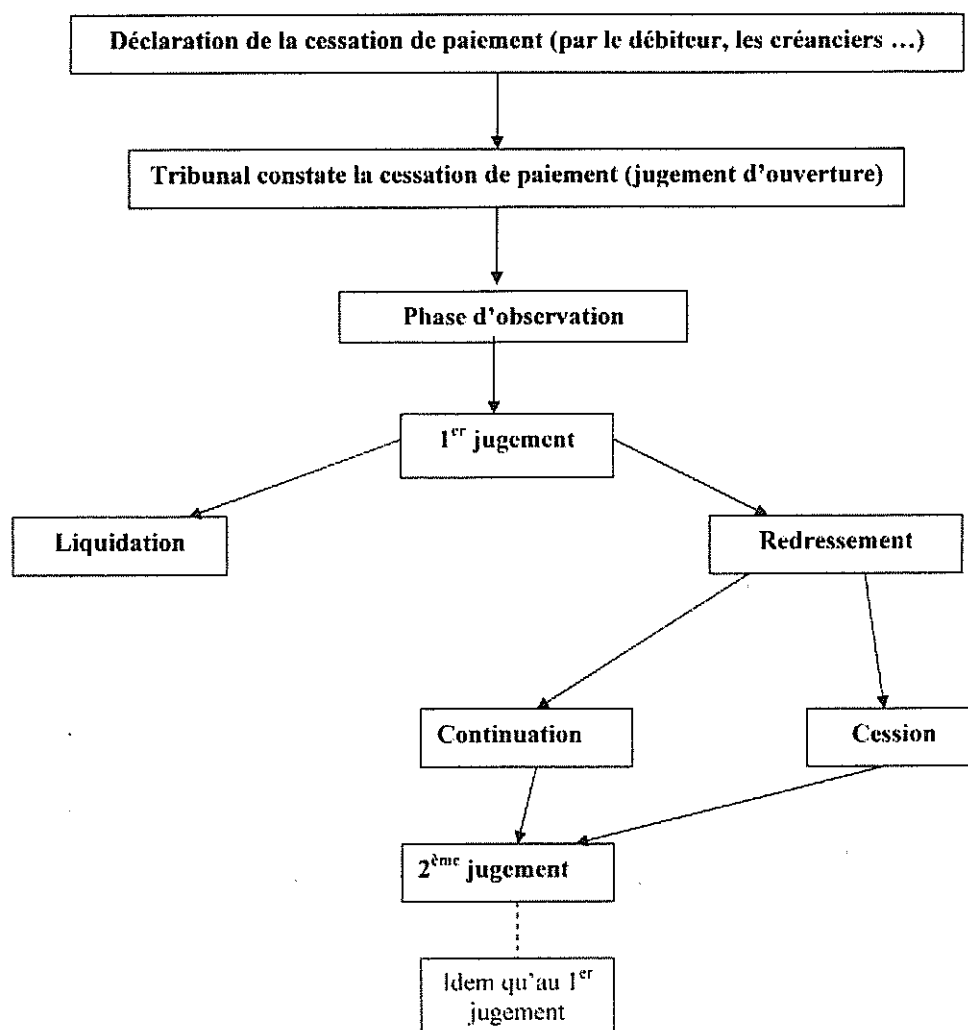 Déclaration de la cessation de paiement (par le débiteur, les créanciers …)
Tribunal constate la cessation de paiement (jugement d’ouverture)
Phase d’observation
1er jugement
Liquidation
Redressement
Continuation
Cession
2ème jugement
Idem qu’au 1er
jugement